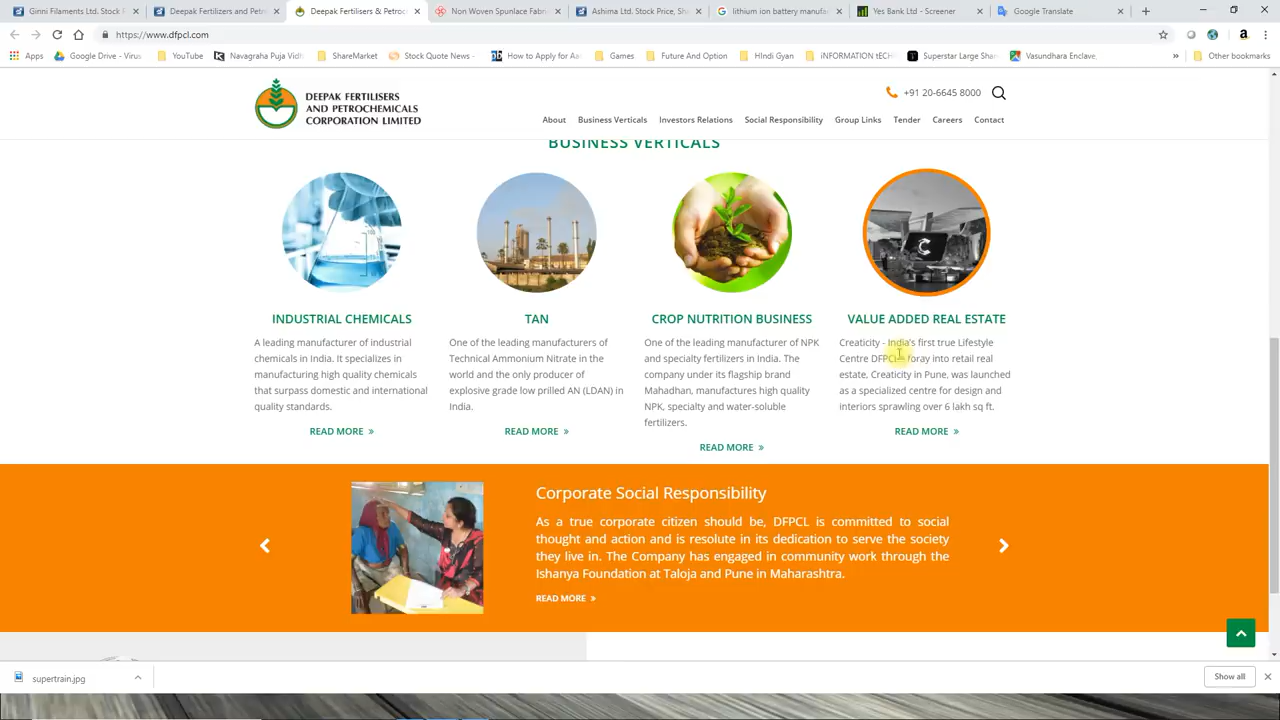 Ginni Filaments Ltd. Stock P
Deepak Fertilizers and Petro
Deepak Fertilisers & Petroc
Non Woven Spunlace Fabr
Ashima Ltd. Stock Price, Sha
lithium ion battery manufa
Yes Bank Ltd - Screener
Google Translate
https://www.dfpcl.com
Apps
Google Drive - Virus
YouTube
Navagraha Puja Vidh
ShareMarket
Stock Quote News -
How to Apply for Aa
Games
Future And Option
HIndi Gyan
iNFORMATION tECH
Superstar Large Shar
Vasundhara Enclave,
Other bookmarks
DEEPAK FERTILISERS
AND PETROCHEMICALS
CORPORATION LIMITED
+91 20-6645 8000
About
Business Verticals
Investors Relations
Social Responsibility
Group Links
Tender
Careers
Contact
BUSINESS VERTICALS
INDUSTRIAL CHEMICALS
A leading manufacturer of industrial
chemicals in India. It specializes in
manufacturing high quality chemicals
that surpass domestic and international
quality standards.
READ MORE »
TAN
One of the leading manufacturers of
Technical Ammonium Nitrate in the
world and the only producer of
explosive grade low prilled AN (LDAN) in
India.
READ MORE »
CROP NUTRITION BUSINESS
One of the leading manufacturer of NPK
and specialty fertilizers in India. The
company under its flagship brand
Mahadhan, manufactures high quality
NPK, specialty and water-soluble
fertilizers.
READ MORE »
C
VALUE ADDED REAL ESTATE
Creaticity - India's first true Lifestyle
Centre DFPCL's foray into retail real
estate, Creaticity in Pune, was launched
as a specialized centre for design and
interiors sprawling over 6 lakh sq ft.
READ MORE »
Corporate Social Responsibility
As a true corporate citizen should be, DFPCL is committed to social
thought and action and is resolute in its dedication to serve the society
they live in. The Company has engaged in community work through the
Ishanya Foundation at Taloja and Pune in Maharashtra.
READ MORE »
supertrain.jpg
Show all